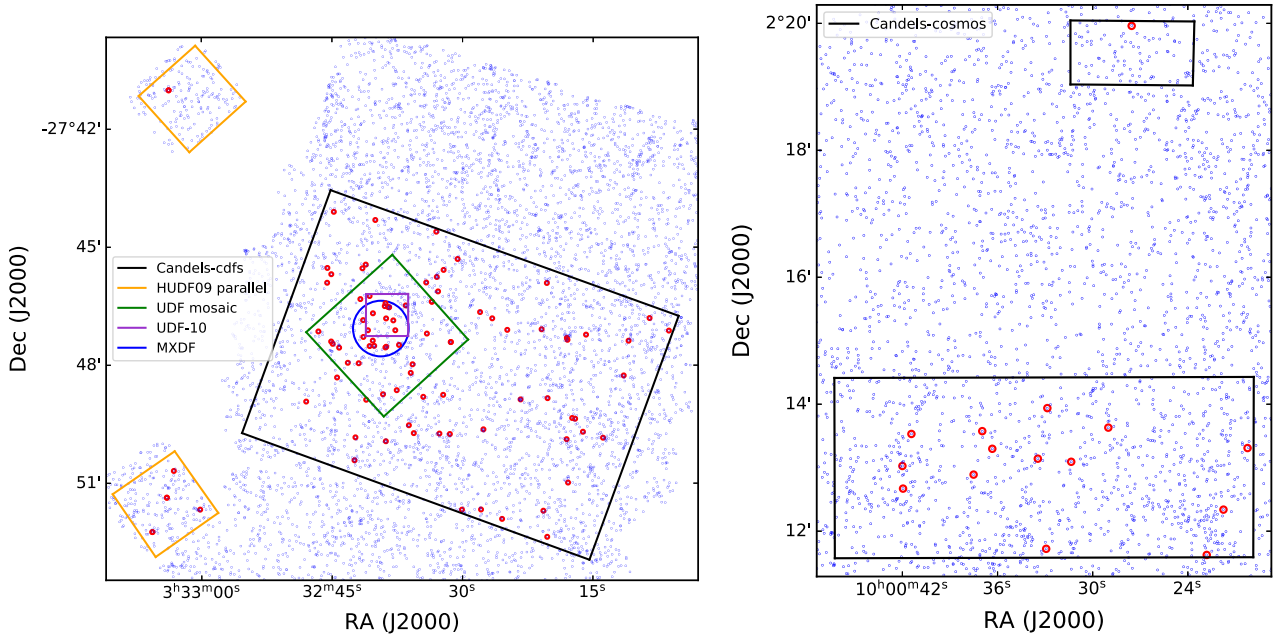 -27°42'
45'
48'
51'
Dec (J2000)
Candels-cdfs
HUDF09 parallel
UDF mosaic
UDF-10
MXDF
3ʰ33ᵐ00ˢ
32ᵐ45ˢ
30ˢ
15ˢ
RA (J2000)
2°20'
18'
16'
14'
12'
Dec (J2000)
Candels-cosmos
10ʰ00ᵐ42ˢ
36ˢ
30ˢ
24ˢ
RA (J2000)